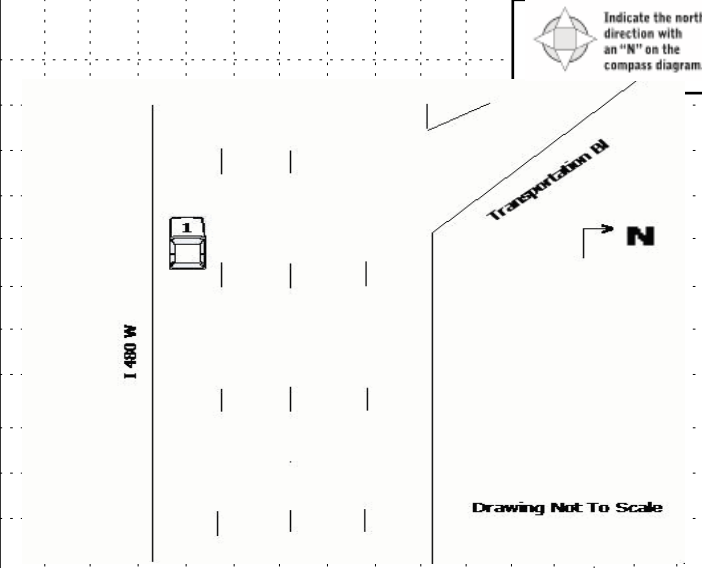 Indicate the north
direction with
an "N" on the
compass diagram.
Transportation Bl
1
N
I 480 W
Drawing Not To Scale